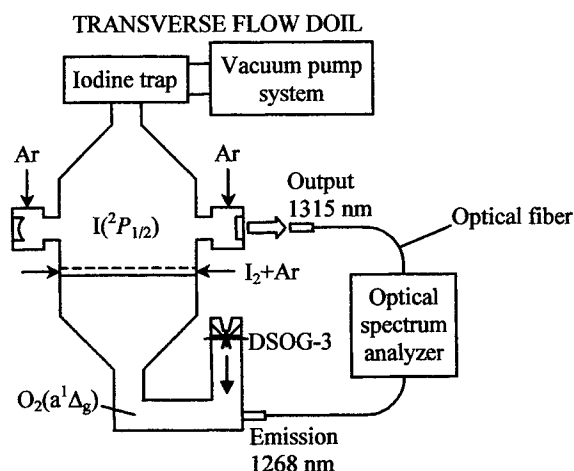 TRANSVERSE FLOW DOIL
Iodine trap
Vacuum pump
system
Ar
Ar
Output
1315 nm
Optical fiber
I(²P₁/₂)
I₂+Ar
Optical
spectrum
analyzer
DSOG-3
O₂(a¹Δg)
Emission
1268 nm